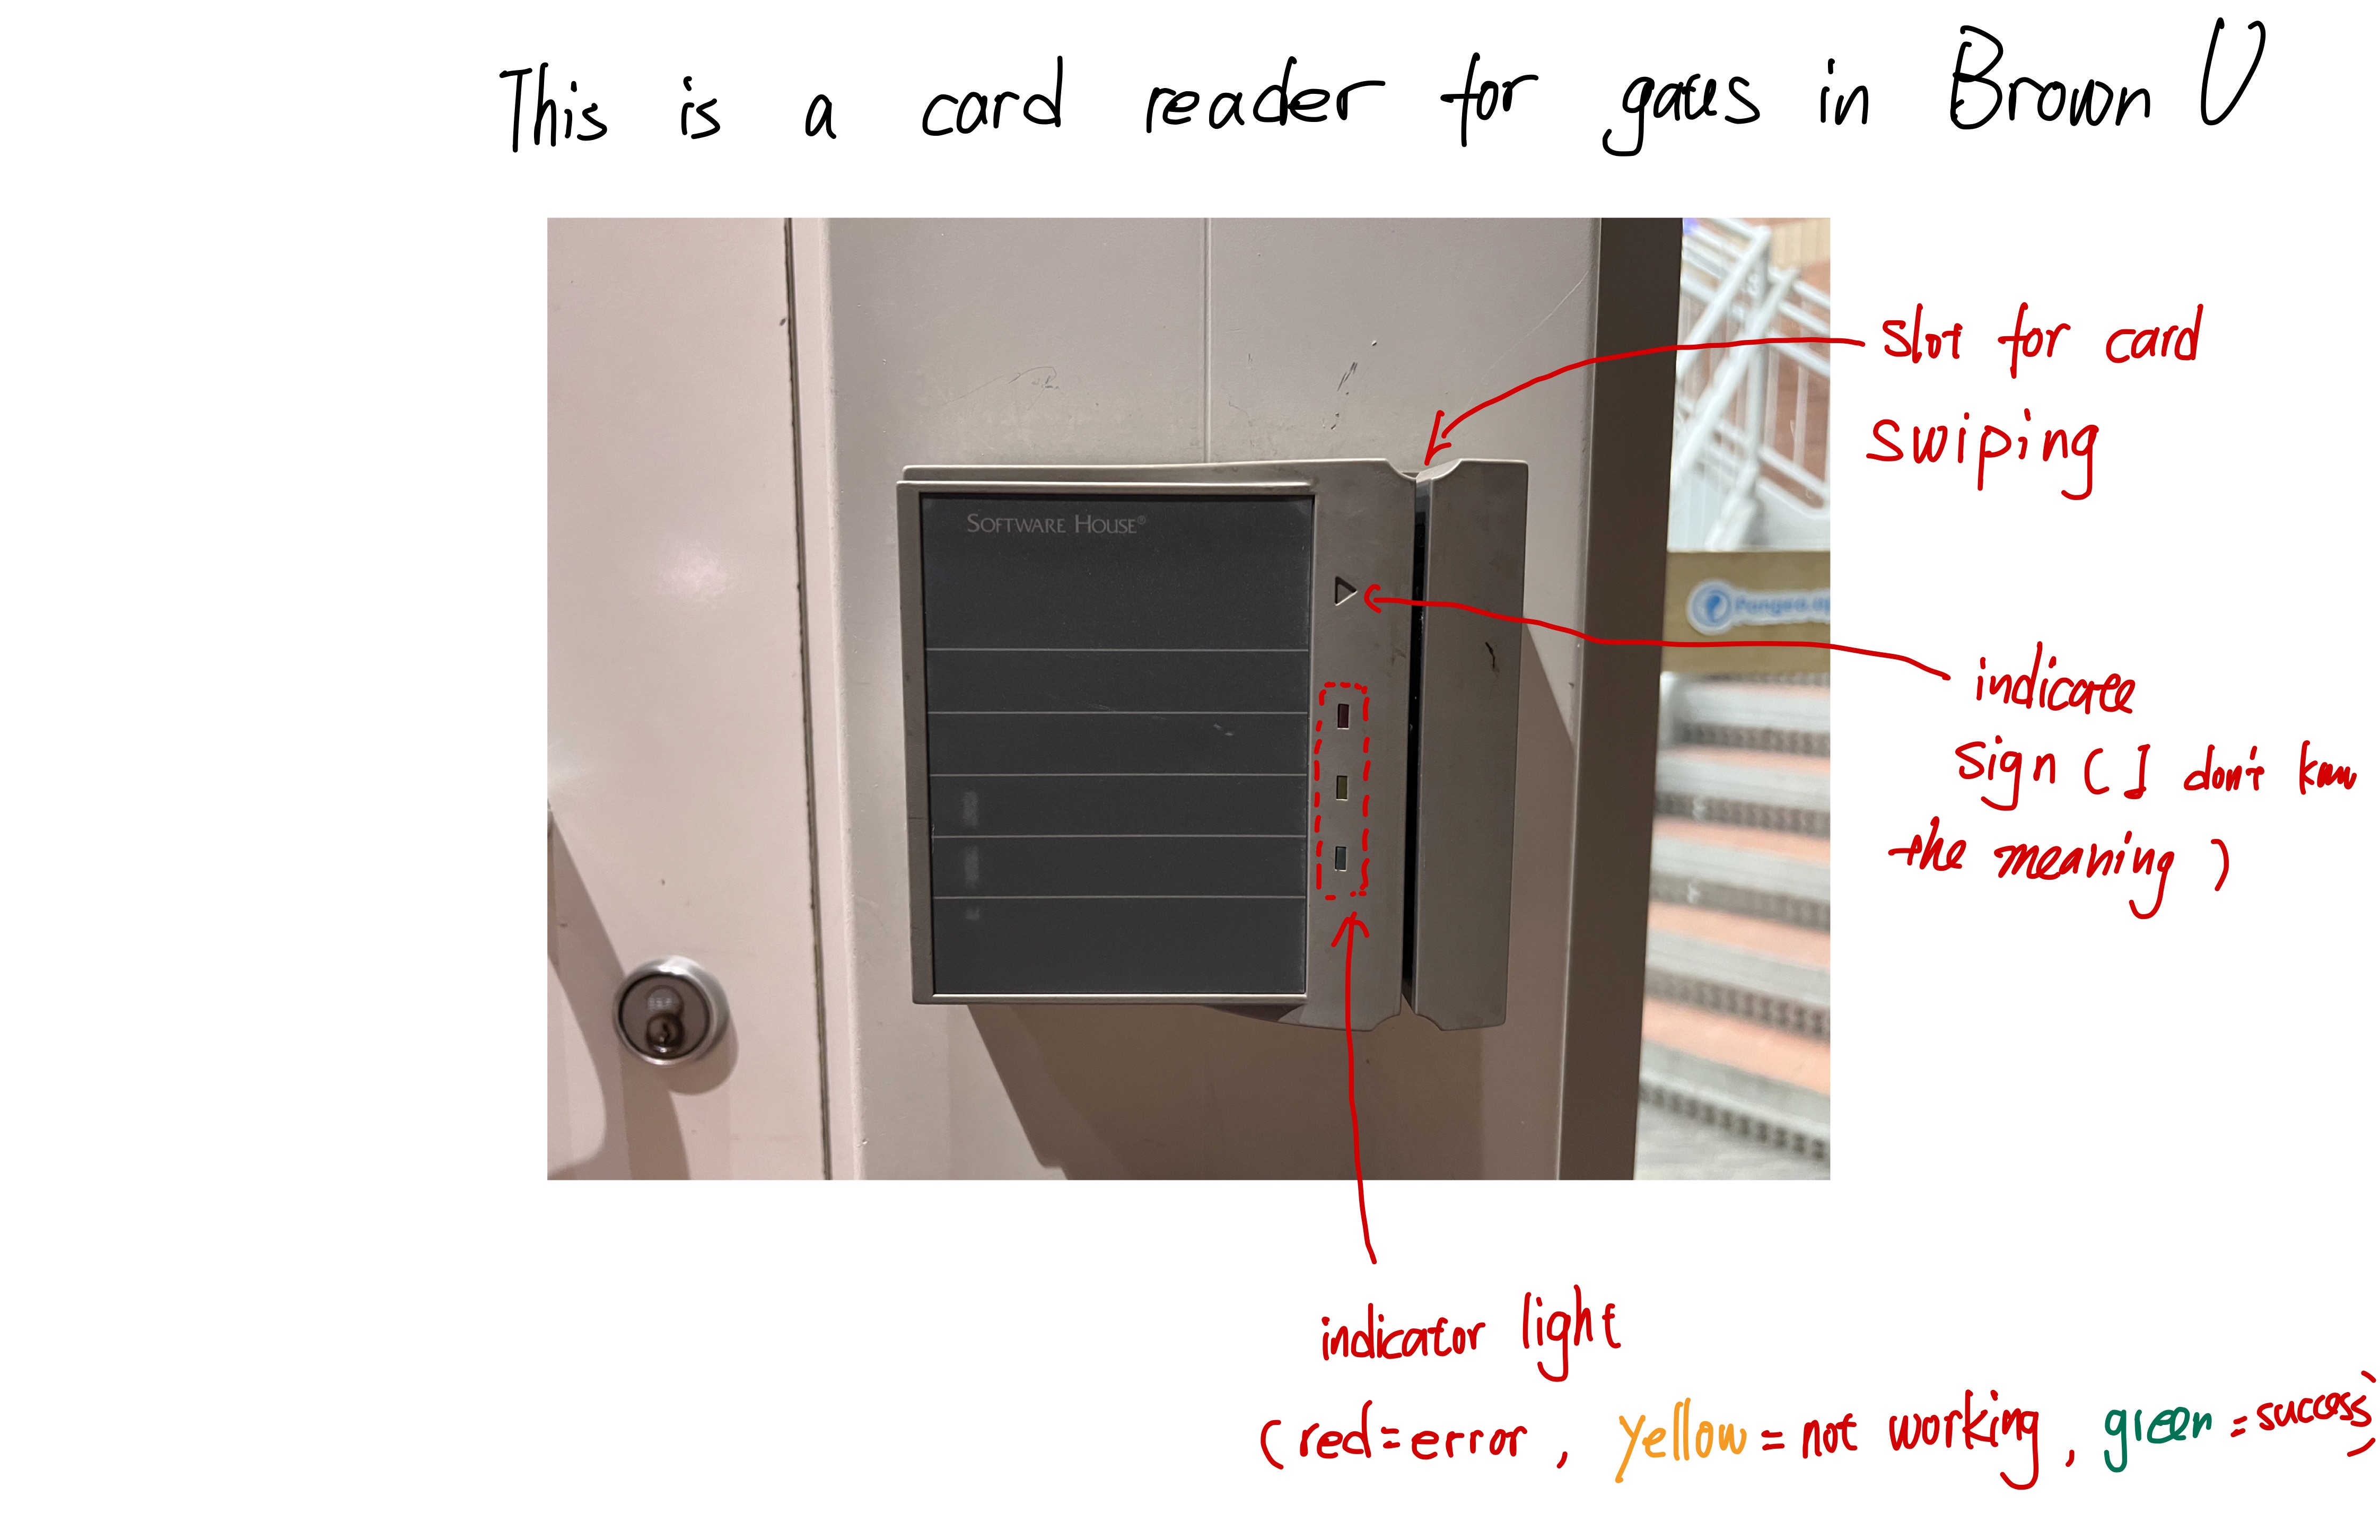 This is a card reader for gates in Brown U
slot for card
swiping
SOFTWARE HOUSE®
indicate
sign (I don't know
the meaning)
indicator light
(red=error, yellow=not working, green=success)